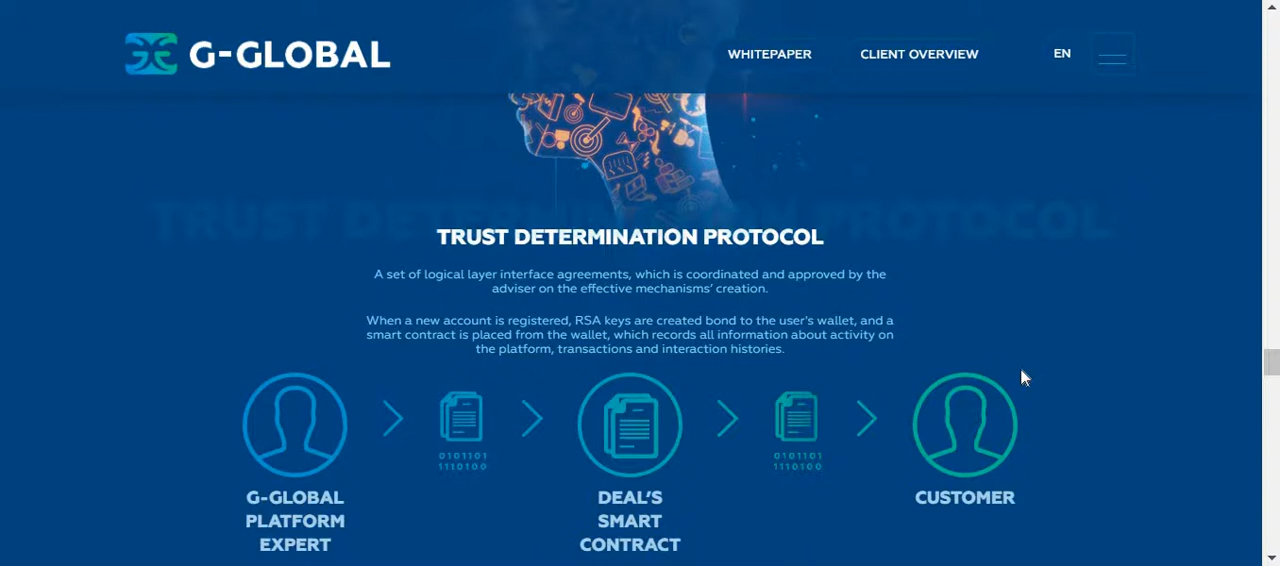 G-GLOBAL
WHITEPAPER
CLIENT OVERVIEW
EN
TRUST DETERMINATION PROTOCOL
TRUST DETERMINATION PROTOCOL
A set of logical layer interface agreements, which is coordinated and approved by the
adviser on the effective mechanisms' creation.
When a new account is registered, RSA keys are created bond to the user's wallet, and a
smart contract is placed from the wallet, which records all information about activity on
the platform, transactions and interaction histories.
0101101
1110100
0101101
1110100
G-GLOBAL
PLATFORM
EXPERT
DEAL'S
SMART
CONTRACT
CUSTOMER